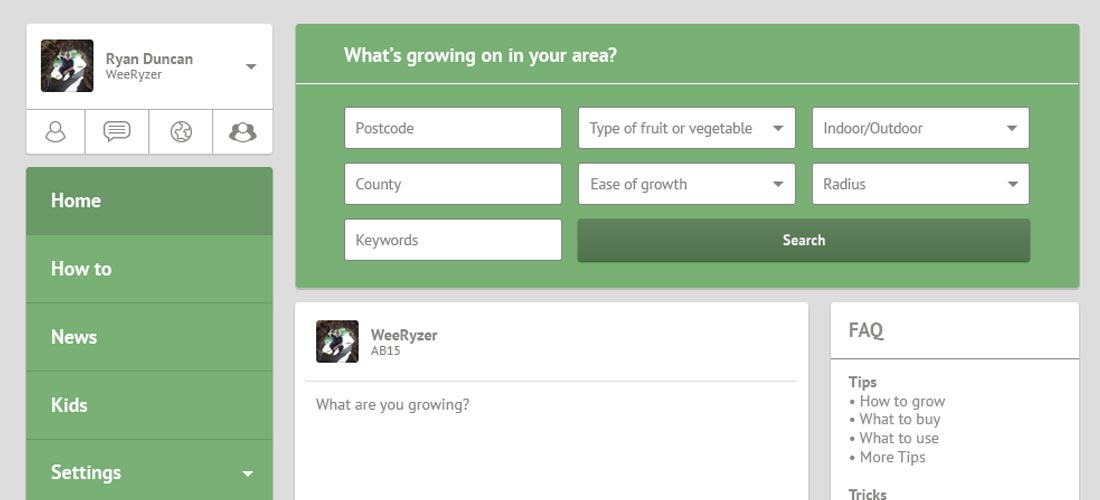 Ryan Duncan
WeeRyzer
Home
How to
News
Kids
Settings
What’s growing on in your area?
Postcode
Type of fruit or vegetable
Indoor/Outdoor
County
Ease of growth
Radius
Keywords
Search
WeeRyzer
AB15
What are you growing?
FAQ
Tips
• How to grow
• What to buy
• What to use
• More Tips
Tricks